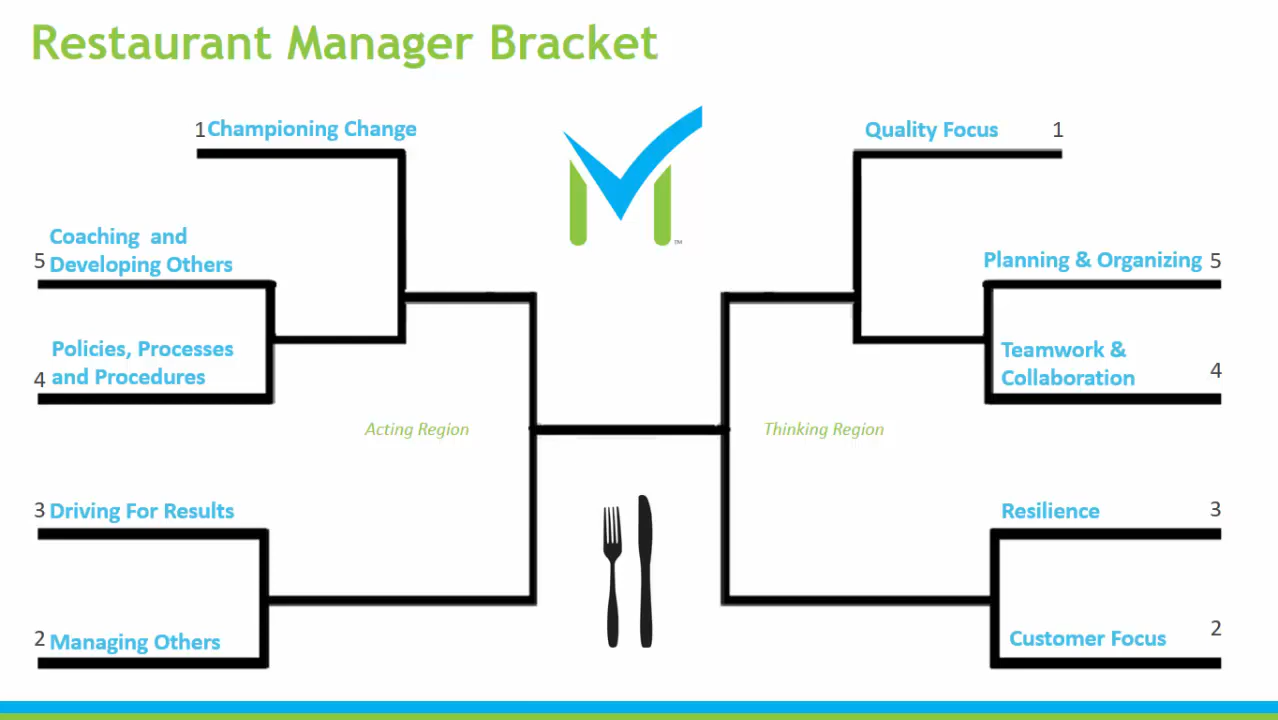 Restaurant Manager Bracket
1 Championing Change
Quality Focus 1
Coaching and
5 Developing Others
Planning & Organizing 5
Policies, Processes
4 and Procedures
Teamwork &
Collaboration 4
Acting Region
Thinking Region
3 Driving For Results
Resilience 3
2 Managing Others
Customer Focus 2
TM